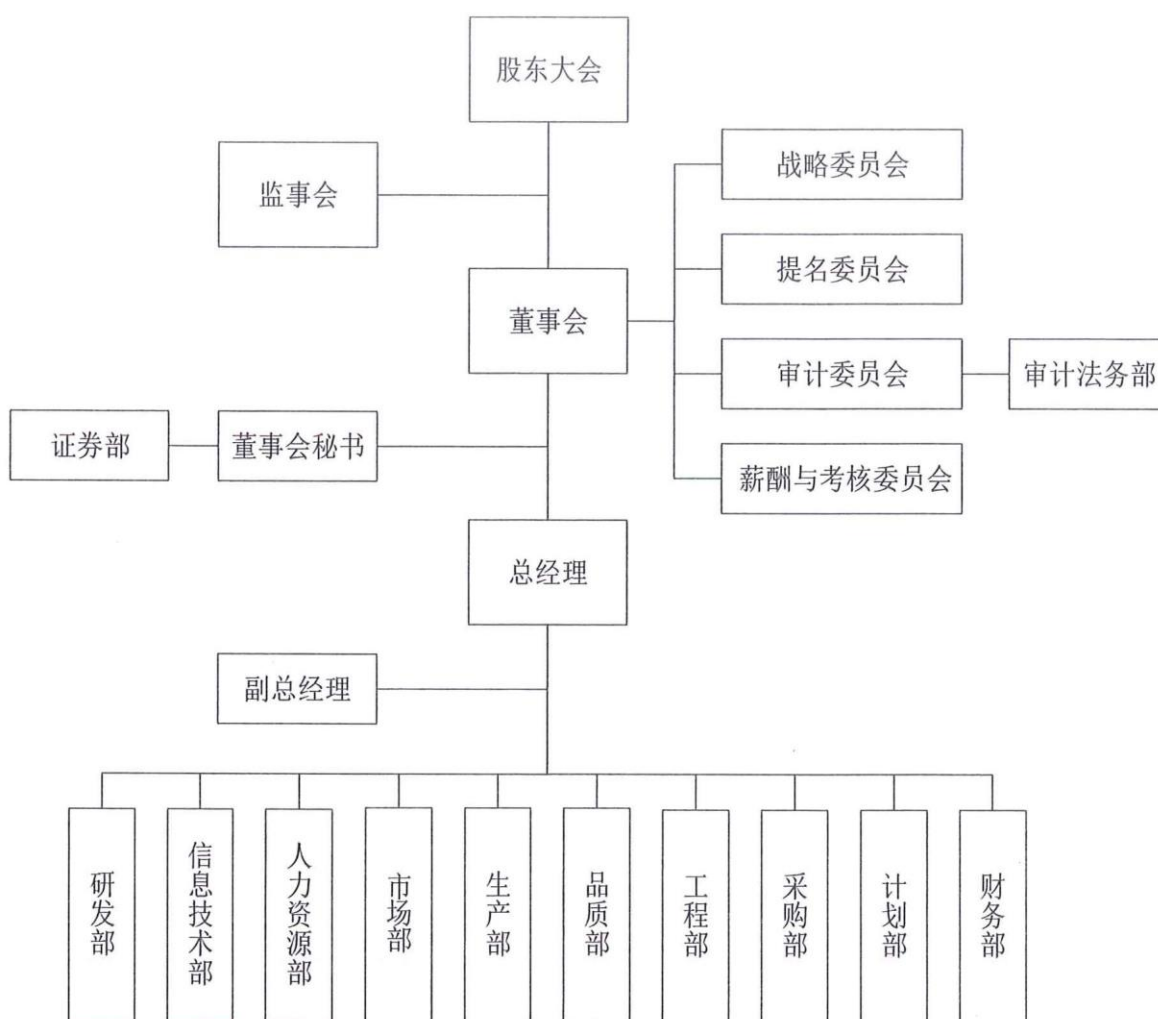 股东大会
监事会
战略委员会
提名委员会
董事会
审计委员会
审计法务部
证券部
董事会秘书
薪酬与考核委员会
总经理
副总经理
研发部
信息技术部
人力资源部
市场部
生产部
品质部
工程部
采购部
计划部
财务部